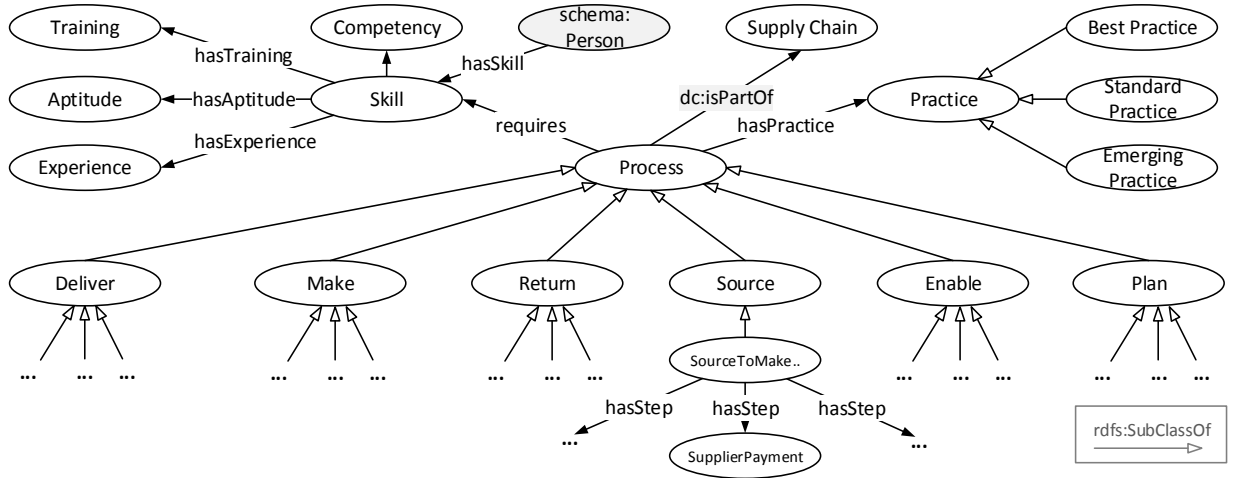 Training
Competency
schema:
Person
Supply Chain
Best Practice
hasTraining
hasSkill
Aptitude
hasAptitude
Skill
dc:isPartOf
Practice
Standard
Practice
requires
hasPractice
hasExperience
Experience
Process
Emerging
Practice
Deliver
Make
Return
Source
Enable
Plan
SourceToMake..
... ... ...
... ... ...
... ... ...
... ... ...
... ... ...
hasStep
hasStep
hasStep
rdfs:SubClassOf
...
...
SupplierPayment